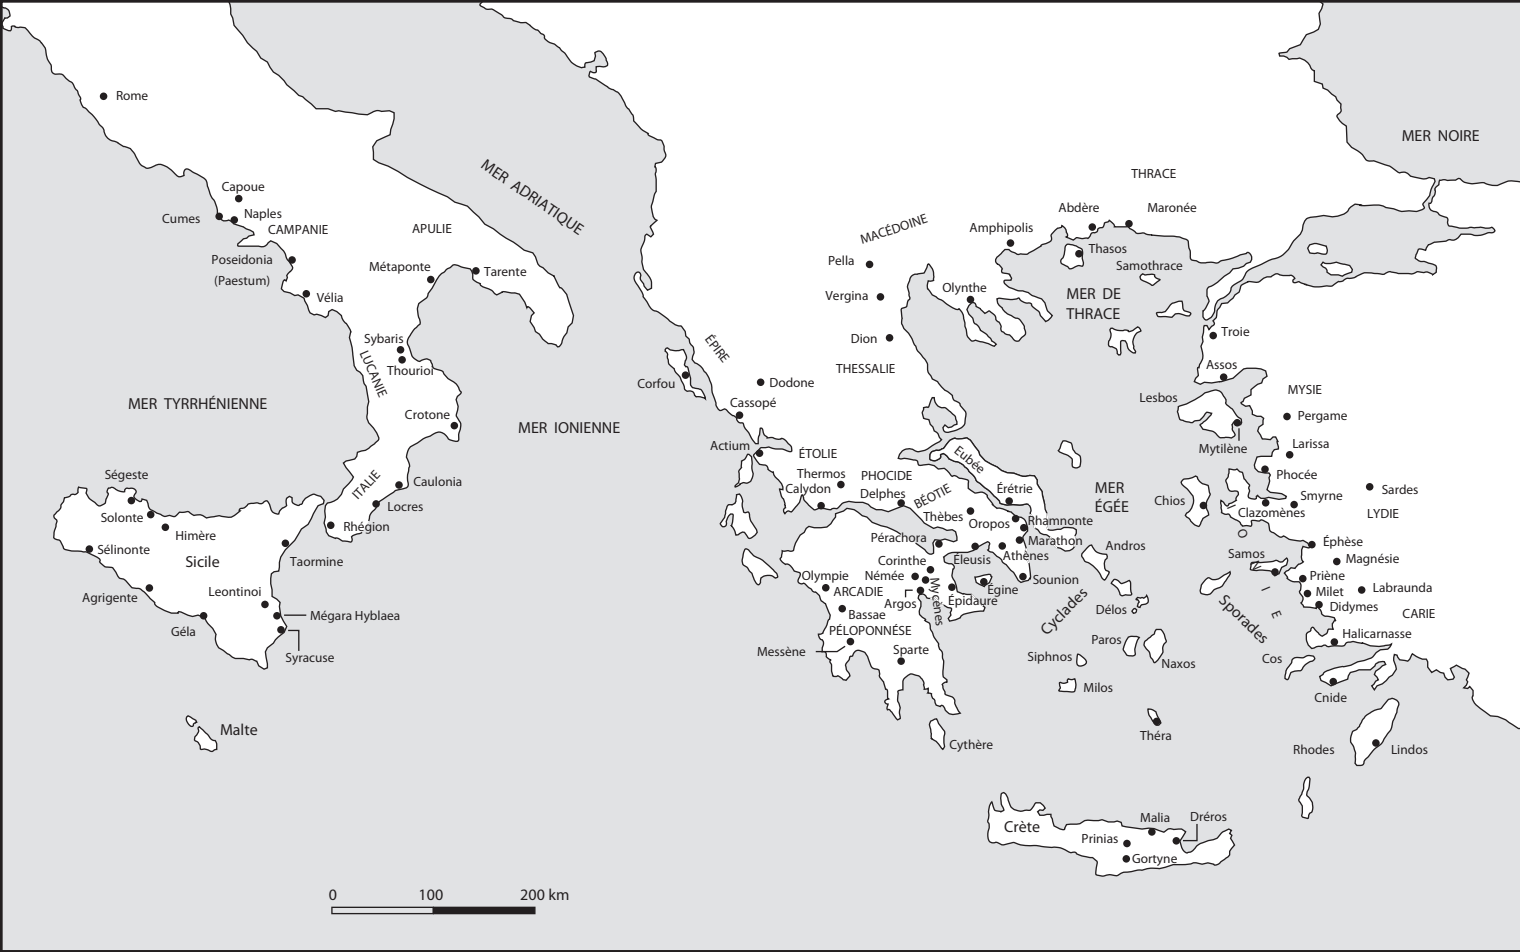 Rome
MER NOIRE
MER ADRIATIQUE
THRACE
Capoue
Cumes
Naples
CAMPANIE
APULIE
MACÉDOINE
Abdère
Maronée
Amphipolis
Poseidonia
(Paestum)
Métaponte
Tarente
Pella
Thasos
Samothrace
Vélia
Vergina
Olynthe
MER DE
THRACE
Sybaris
LUCANIE
Thourioi
ÉPIRE
Dion
THESSALIE
Troie
Assos
Corfou
Dodone
MER TYRRHÉNIENNE
Crotone
MER IONIENNE
Cassopé
Lesbos
MYSIE
Pergame
Mytilène
Larissa
Actium
ÉTOLIE
Eubée
Ségeste
ITALIE
Caulonia
Thermos
PHOCIDE
Phocée
Calydon
Delphes
BÉOTIE
Érétrie
MER
ÉGÉE
Chios
Smyrne
Sardes
Solonte
Locres
Clazomènes
LYDIE
Himère
Rhégion
Thèbes
Oropos
Rhamnonte
Sélinonte
Sicile
Taormine
Pérachora
Marathon
Andros
IONIE
Éphèse
Samos
Magnésie
Corinthe
Éleusis
Athènes
Agrigente
Leontinoi
Olympie
Némée
Sounion
Priène
ARCADIE
Argos
Mycènes
Épidaure
Égine
Milet
Labraunda
Géla
Mégara Hyblaea
Bassae
Cyclades
Délos
Sporades
Didymes
CARIE
PÉLOPONNÈSE
Halicarnasse
Syracuse
Messène
Sparte
Siphnos
Paros
Naxos
Cos
Milos
Cnide
Malte
Cythère
Théra
Rhodes
Lindos
Crète
Malia
Dréros
Prinias
Gortyne
0 100 200 km